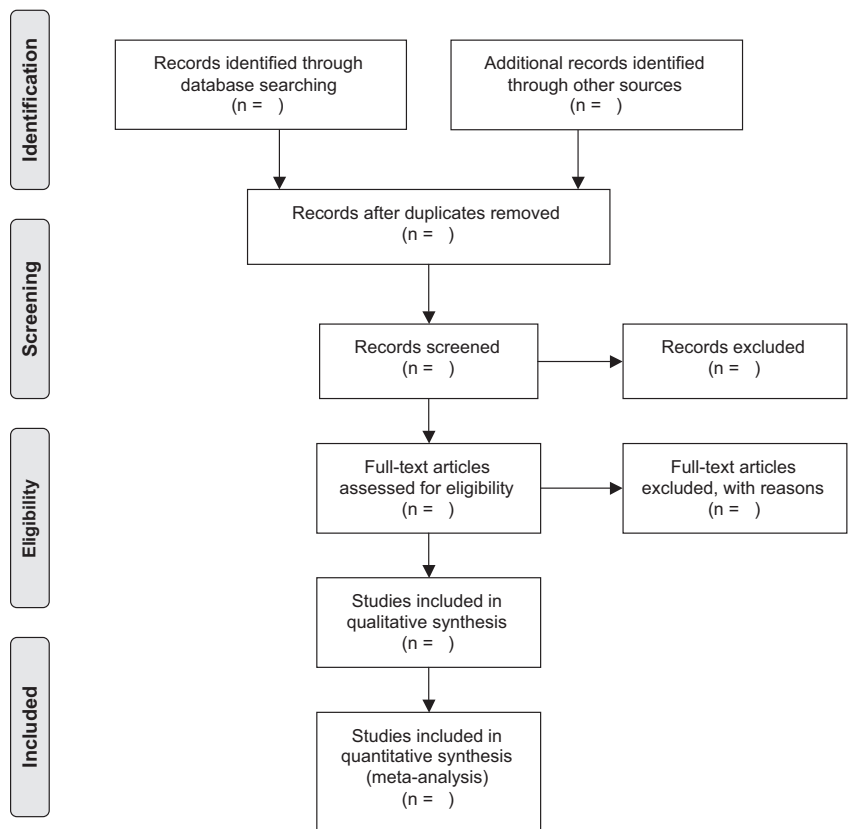 Identification
Records identified through
database searching
(n =   )
Additional records identified
through other sources
(n =   )
Records after duplicates removed
(n =   )
Screening
Records screened
(n =   )
Records excluded
(n =   )
Eligibility
Full-text articles
assessed for eligibility
(n =   )
Full-text articles
excluded, with reasons
(n =   )
Studies included in
qualitative synthesis
(n =   )
Included
Studies included in
quantitative synthesis
(meta-analysis)
(n =   )